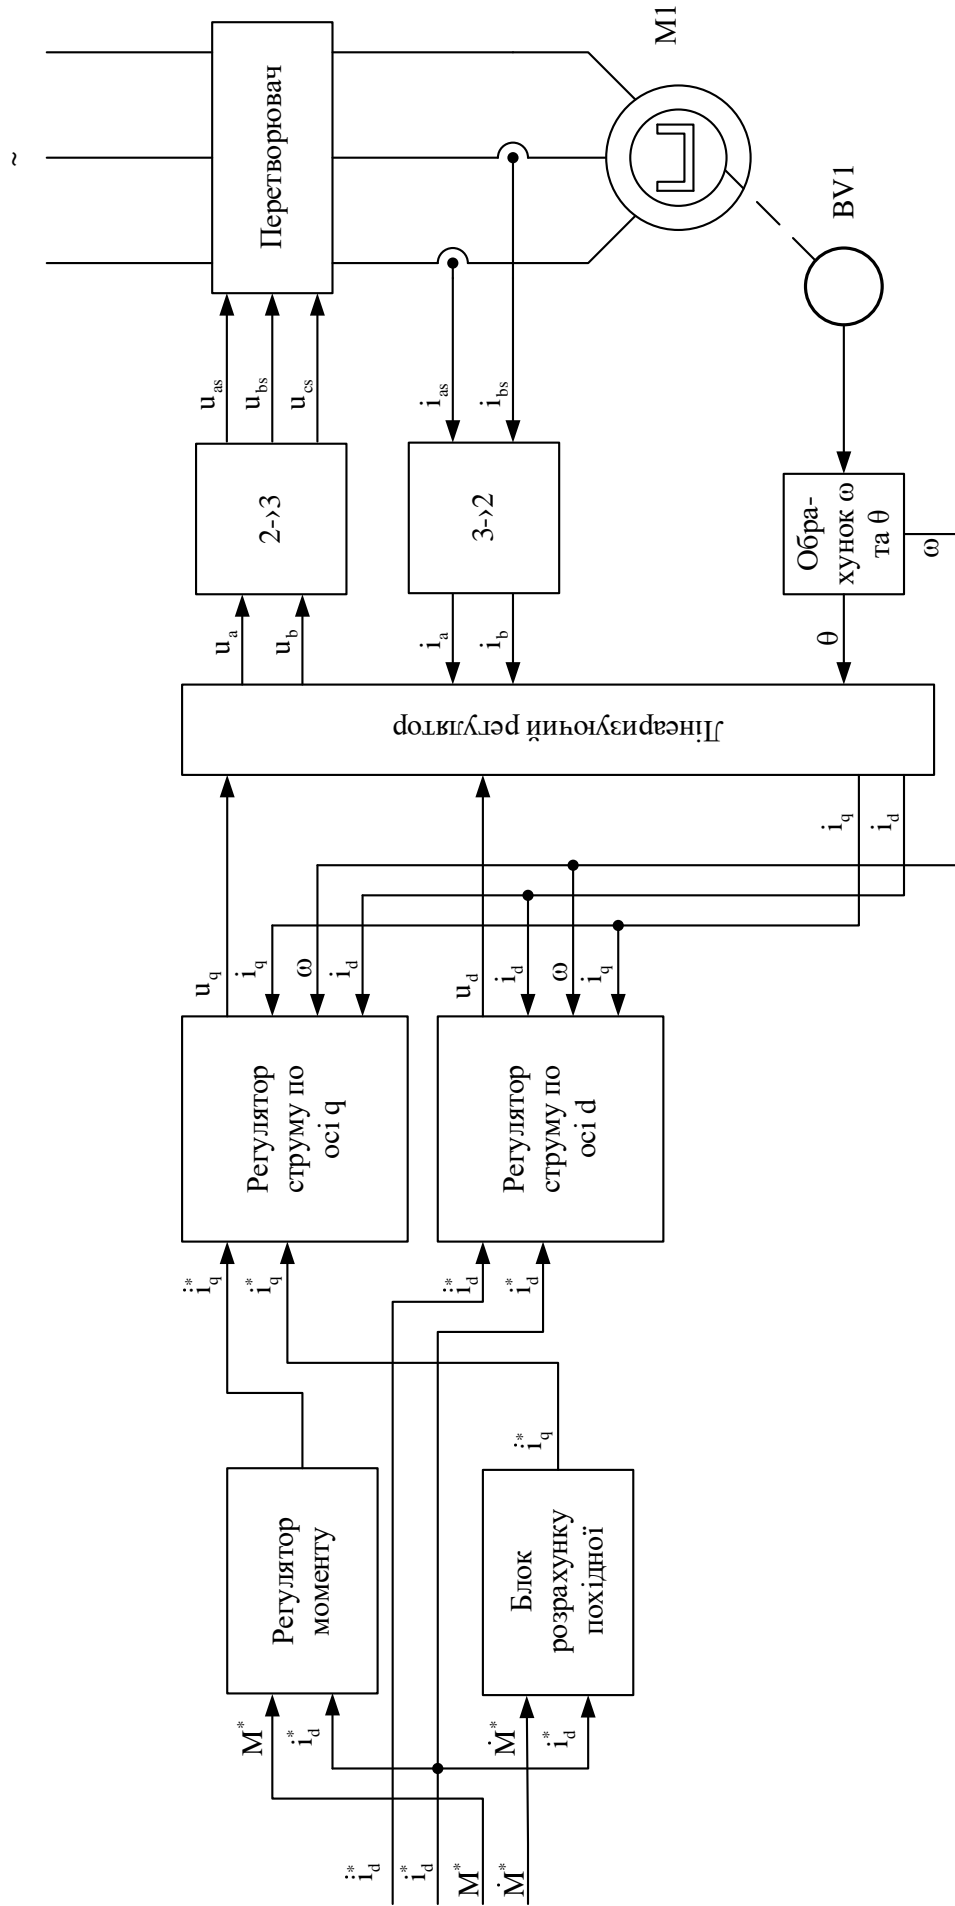 ~
Перетворювач
M1
BV1
u_as
u_bs
u_cs
2->3
i_as
i_bs
3->2
Обра-
хунок ω
та θ
ω
θ
u_a
u_b
i_a
i_b
Лінеаризуючий регулятор
i_q
i_d
u_q
i_q
ω
i_d
u_d
i_d
ω
i_q
Регулятор
струму по
осі q
Регулятор
струму по
осі d
i̇*_q
i*_q
i̇*_d
i*_d
Регулятор
моменту
i̇*_q
Блок
розрахунку
похідної
M*
i*_d
Ṁ*
i*_d
i̇*_d
i*_d
M*
Ṁ*